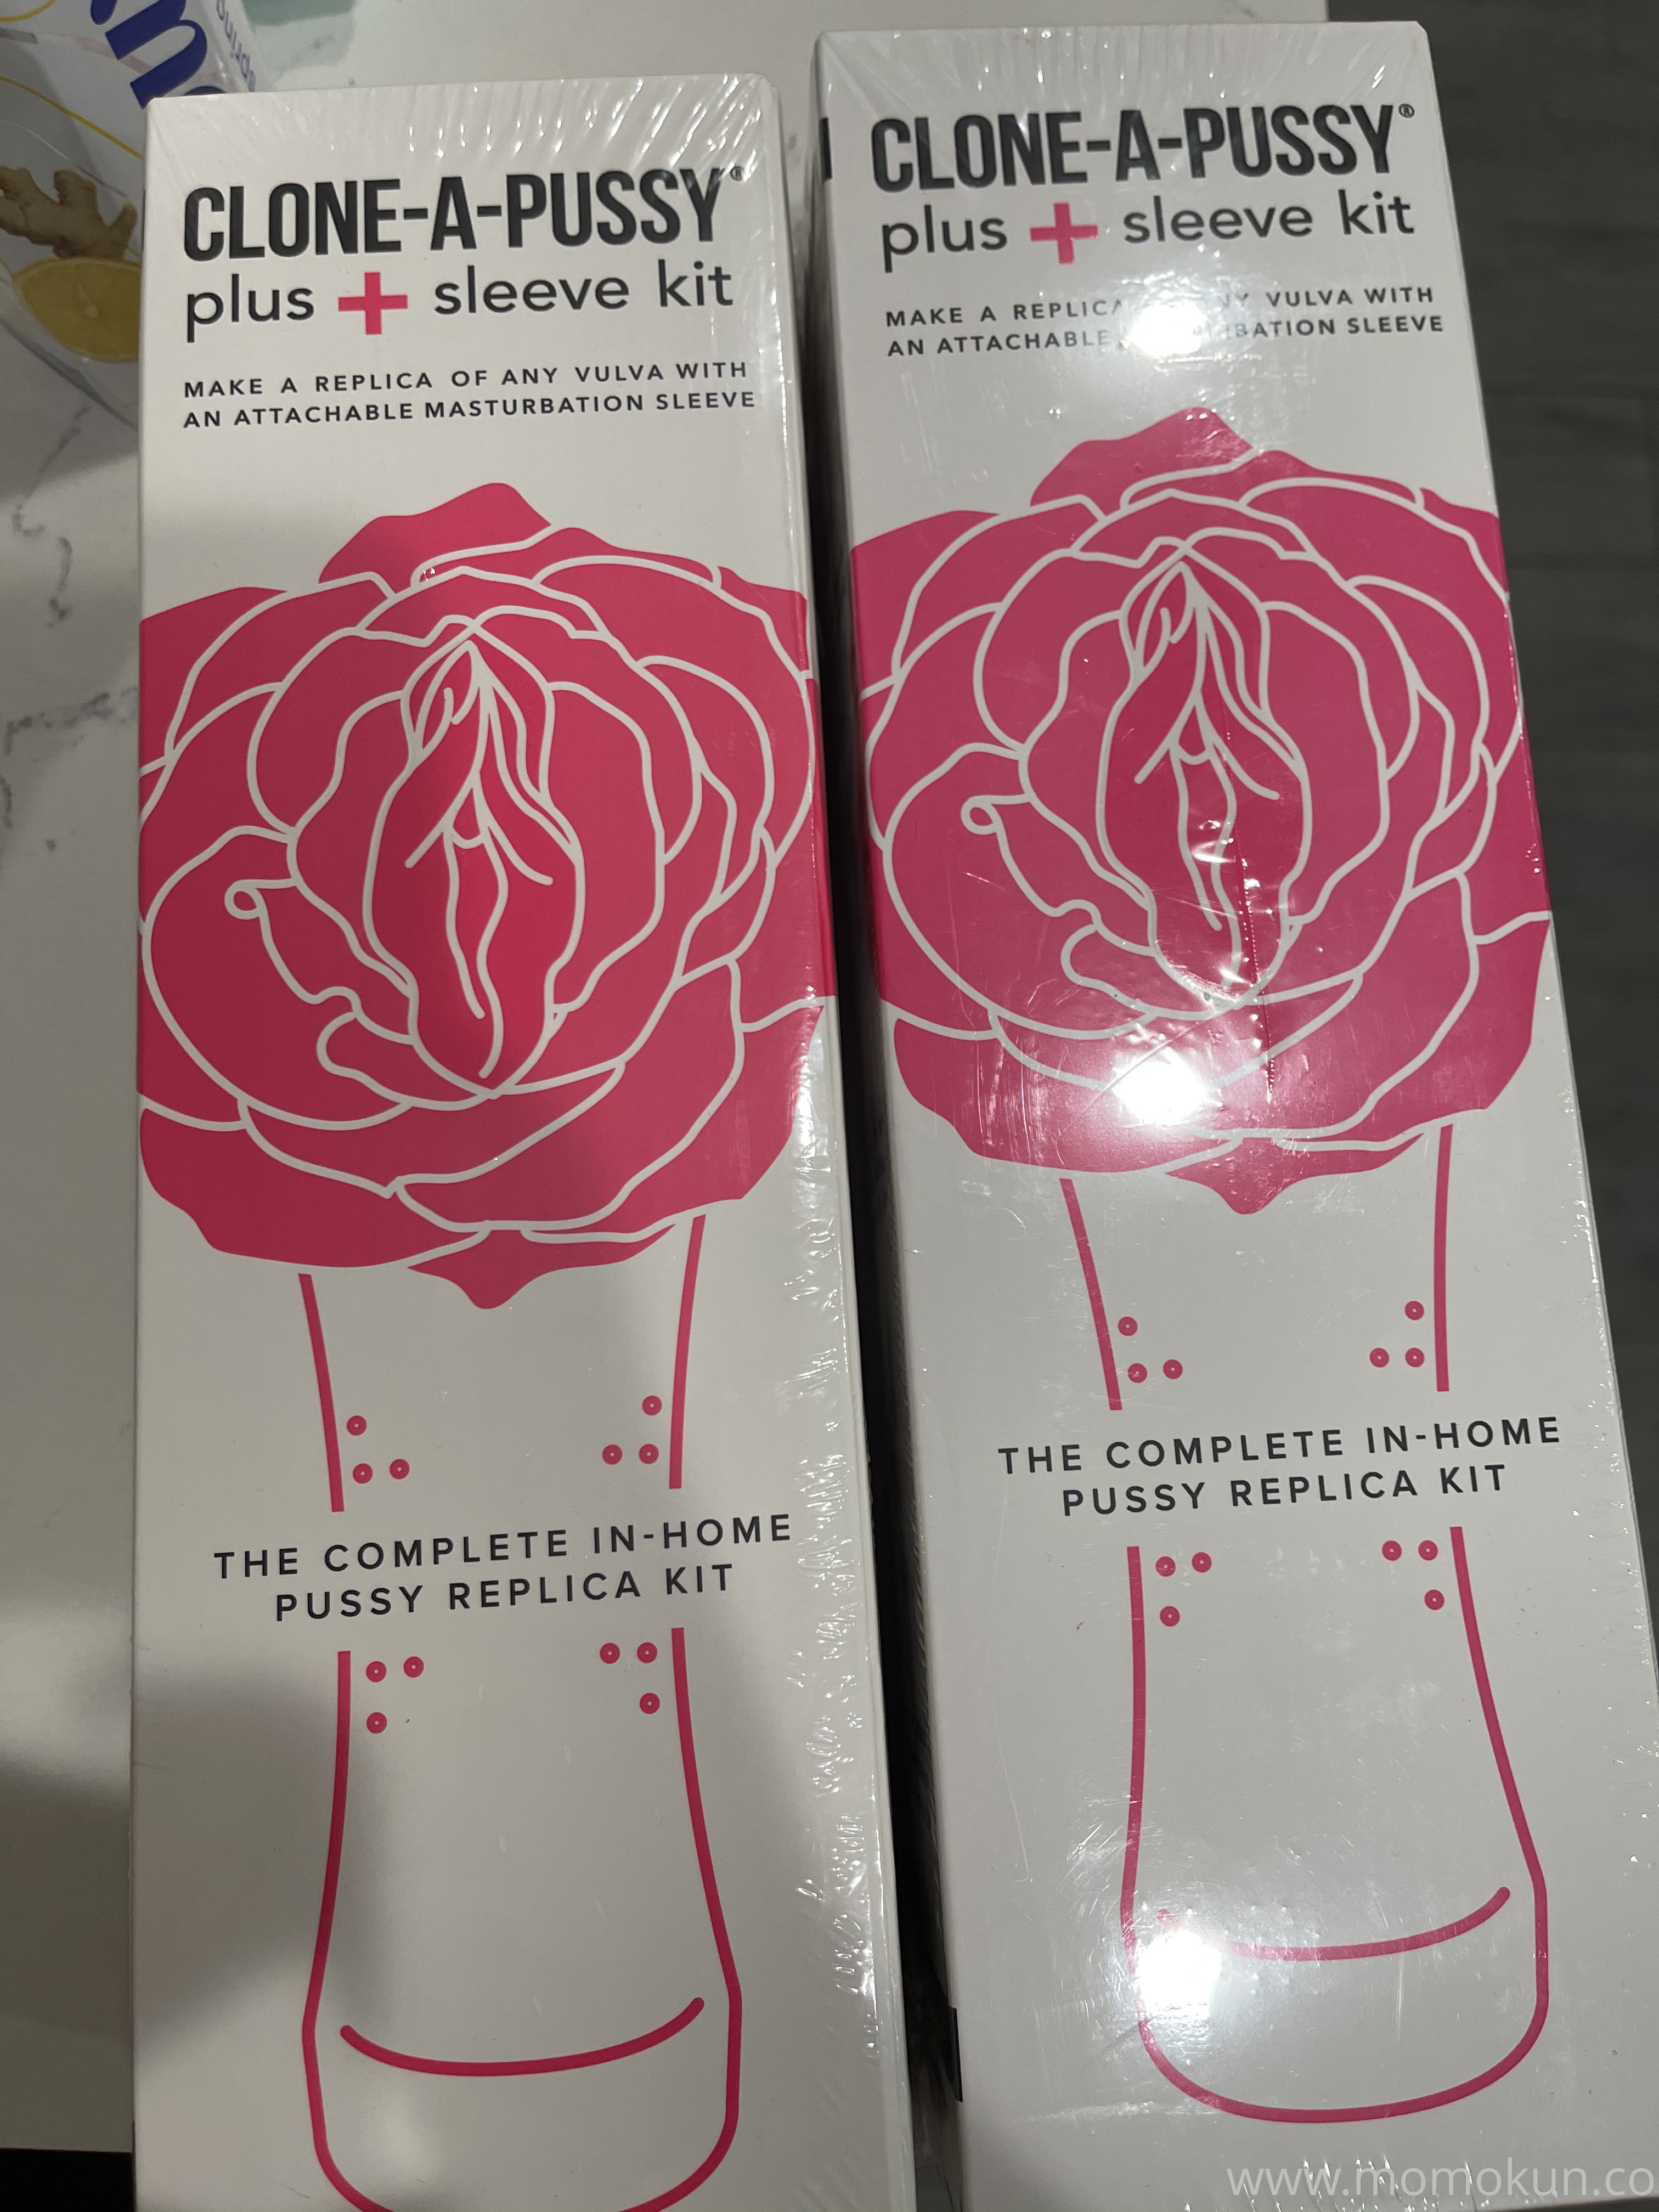 CLONE-A-PUSSY®
plus + sleeve kit
MAKE A REPLICA OF ANY VULVA WITH
AN ATTACHABLE MASTURBATION SLEEVE
THE COMPLETE IN-HOME
PUSSY REPLICA KIT
CLONE-A-PUSSY®
plus + sleeve kit
MAKE A REPLICA VULVA WITH
AN ATTACHABLE SLEEVE
THE COMPLETE IN-HOME
PUSSY REPLICA KIT
www.momokun.co